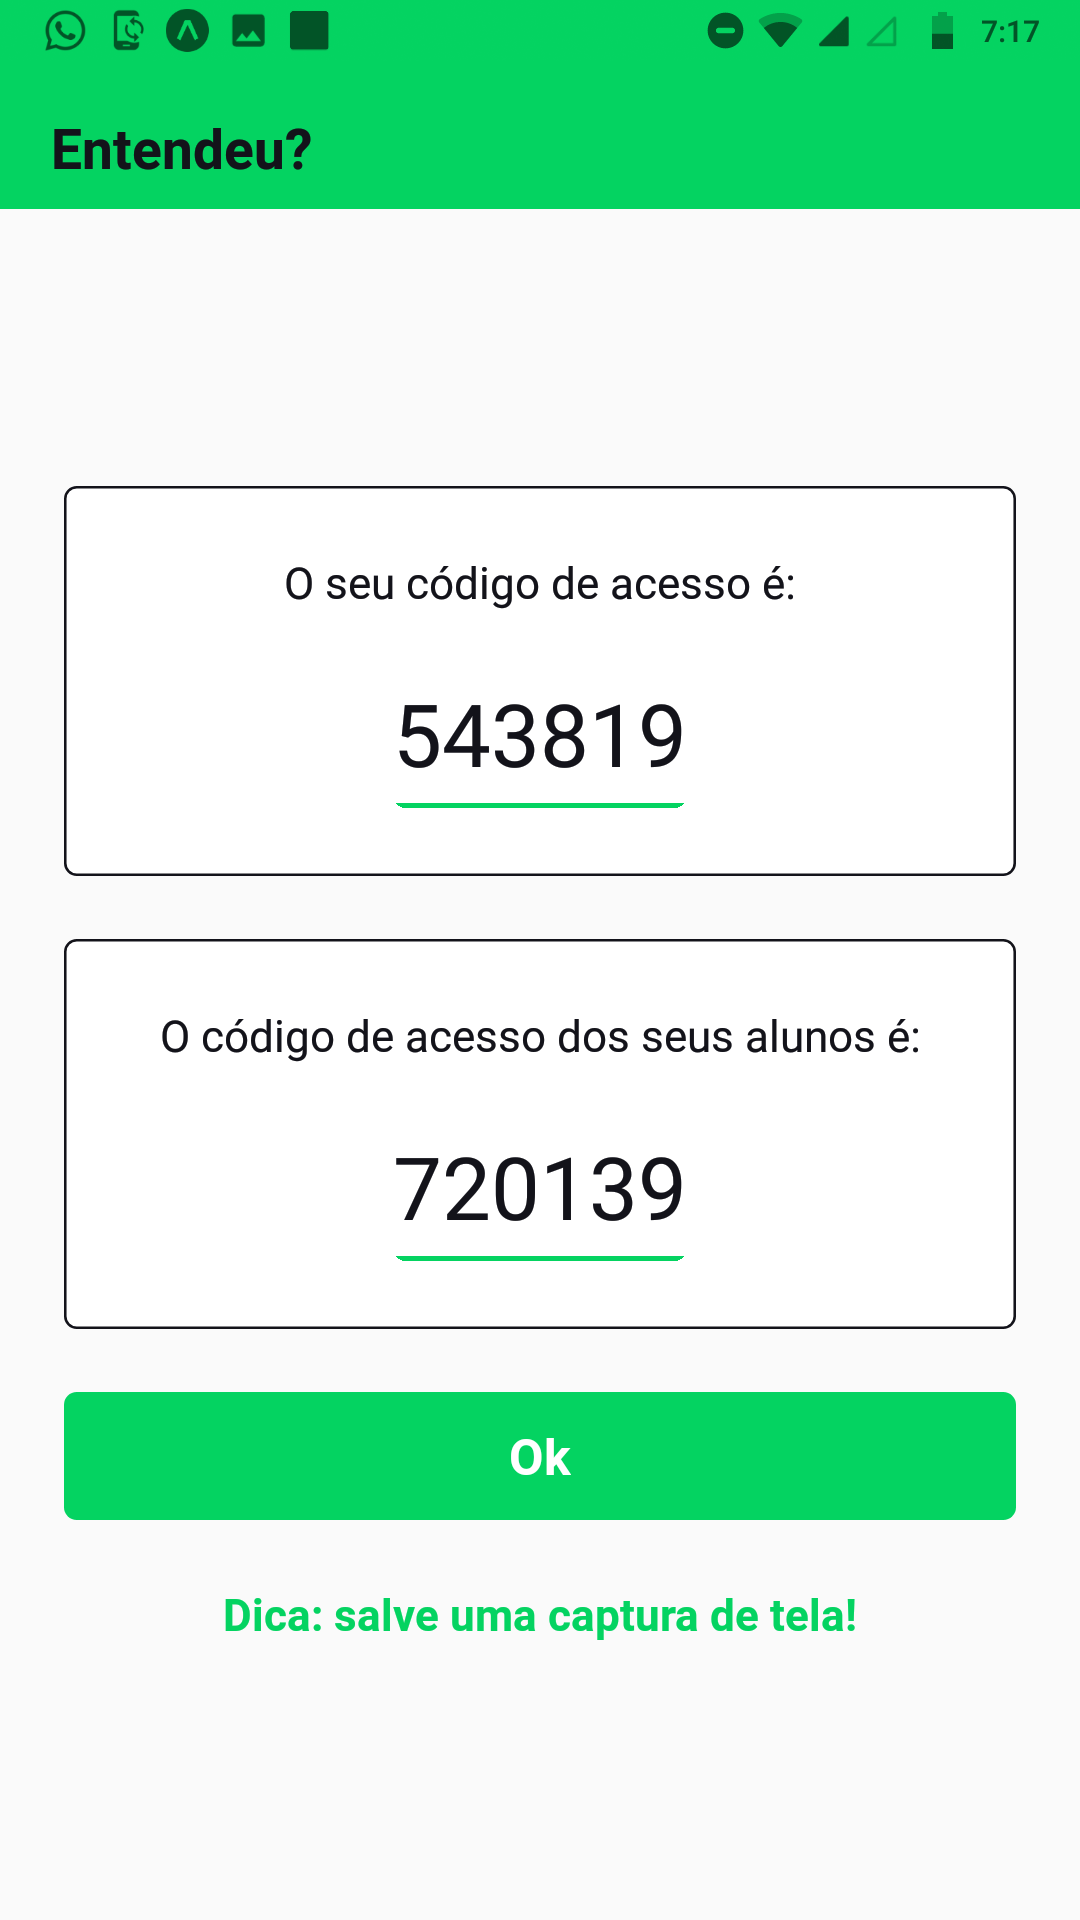 7:17
Entendeu?
O seu código de acesso é:
543819
O código de acesso dos seus alunos é:
720139
Ok
Dica: salve uma captura de tela!